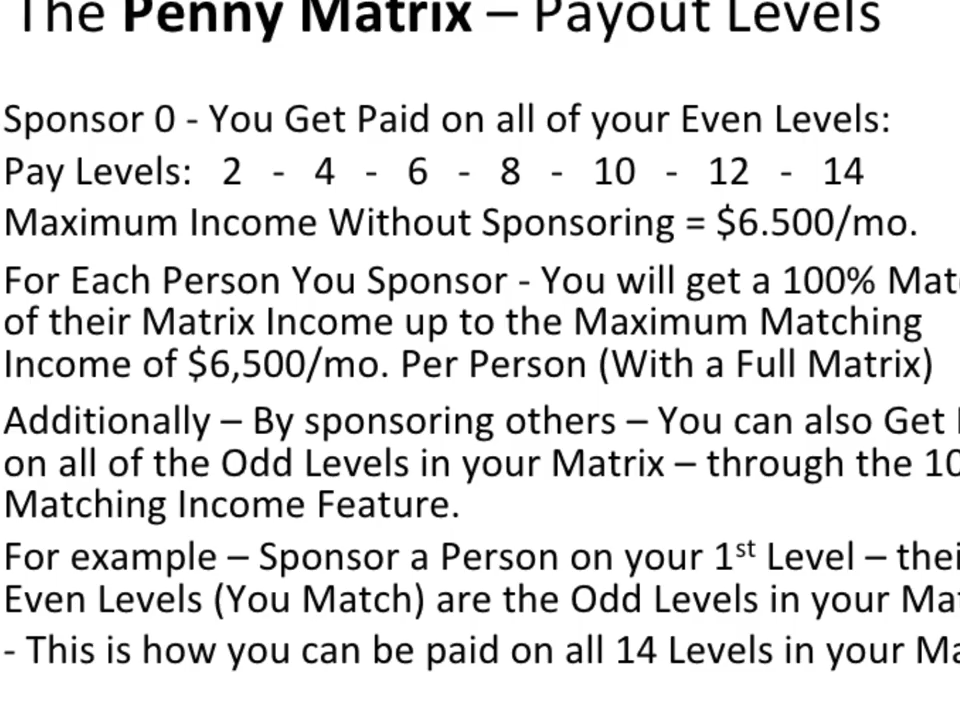 The Penny Matrix – Payout Levels
Sponsor 0 - You Get Paid on all of your Even Levels:
Pay Levels: 2 - 4 - 6 - 8 - 10 - 12 - 14
Maximum Income Without Sponsoring = $6.500/mo.
For Each Person You Sponsor - You will get a 100%
of their Matrix Income up to the Maximum Matching
Income of $6,500/mo. Per Person (With a Full Matrix)
Additionally – By sponsoring others – You can also Get
on all of the Odd Levels in your Matrix – through the
Matching Income Feature.
For example – Sponsor a Person on your 1st Level –
Even Levels (You Match) are the Odd Levels in your
- This is how you can be paid on all 14 Levels in your